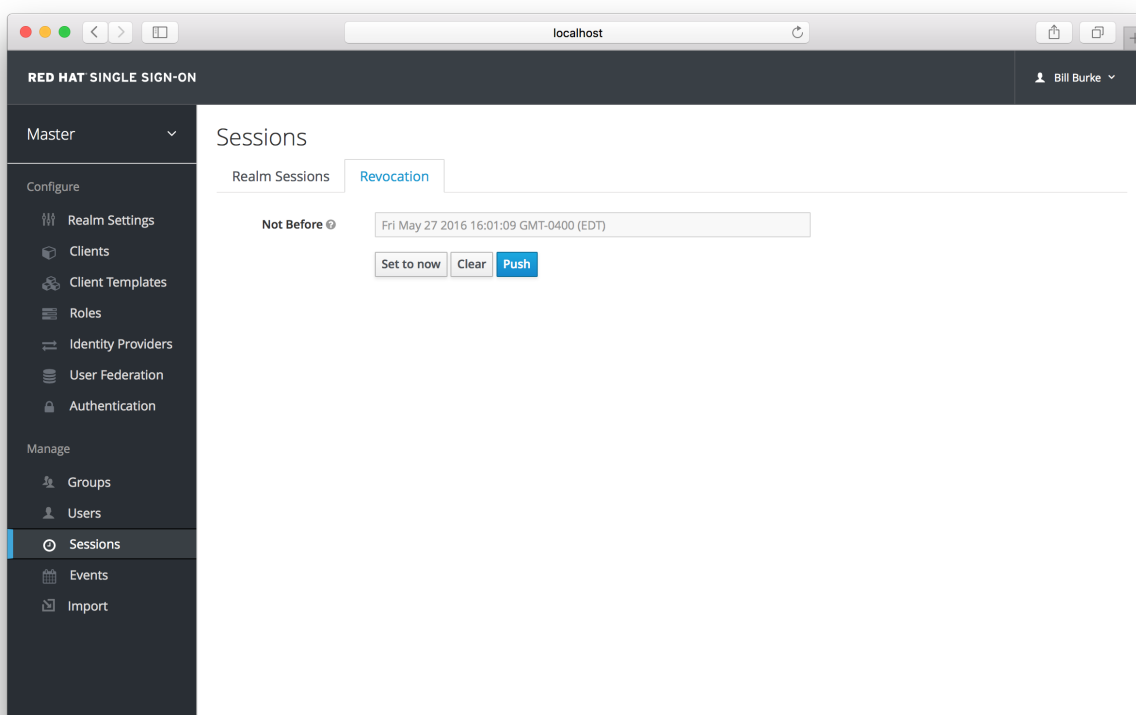 localhost
RED HAT SINGLE SIGN-ON
Bill Burke
Master
Configure
Realm Settings
Clients
Client Templates
Roles
Identity Providers
User Federation
Authentication
Manage
Groups
Users
Sessions
Events
Import
Sessions
Realm Sessions Revocation
Not Before Fri May 27 2016 16:01:09 GMT-0400 (EDT)
Set to now Clear Push